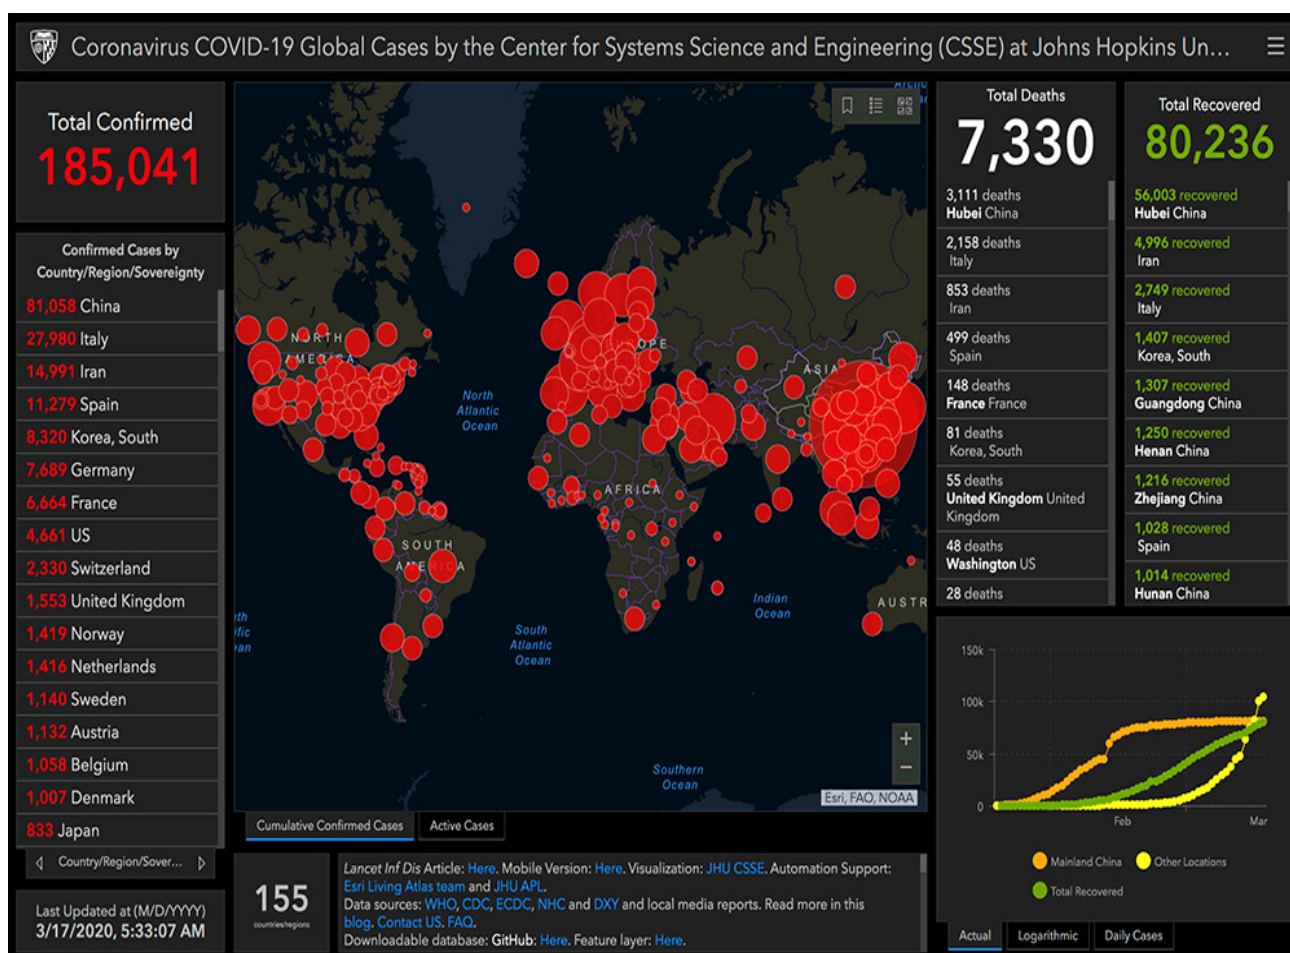 Coronavirus COVID-19 Global Cases by the Center for Systems Science and Engineering (CSSE) at Johns Hopkins Un...
Total Confirmed
185,041
Confirmed Cases by
Country/Region/Sovereignty
81,058 China
27,980 Italy
14,991 Iran
11,279 Spain
8,320 Korea, South
7,689 Germany
6,664 France
4,661 US
2,330 Switzerland
1,553 United Kingdom
1,419 Norway
1,416 Netherlands
1,140 Sweden
1,132 Austria
1,058 Belgium
1,007 Denmark
833 Japan
Country/Region/Sover...
Last Updated at (M/D/YYYY)
3/17/2020, 5:33:07 AM
Arctic
NORTH
AMERICA
North
Atlantic
Ocean
OPE
ASIA
AFRICA
SOUTH
AMERICA
Indian
Ocean
AUSTR
South
Atlantic
Ocean
Southern
Ocean
+
−
Esri, FAO, NOAA
Cumulative Confirmed Cases
Active Cases
155
countries/regions
Lancet Inf Dis Article: Here. Mobile Version: Here. Visualization: JHU CSSE. Automation Support:
Esri Living Atlas team and JHU APL.
Data sources: WHO, CDC, ECDC, NHC and DXY and local media reports. Read more in this
blog. Contact US. FAQ.
Downloadable database: GitHub: Here. Feature layer: Here.
Total Deaths
7,330
3,111 deaths
Hubei China
2,158 deaths
Italy
853 deaths
Iran
499 deaths
Spain
148 deaths
France France
81 deaths
Korea, South
55 deaths
United Kingdom United
Kingdom
48 deaths
Washington US
28 deaths
Total Recovered
80,236
56,003 recovered
Hubei China
4,996 recovered
Iran
2,749 recovered
Italy
1,407 recovered
Korea, South
1,307 recovered
Guangdong China
1,250 recovered
Henan China
1,216 recovered
Zhejiang China
1,028 recovered
Spain
1,014 recovered
Hunan China
150k
100k
50k
0
Feb
Mar
Mainland China
Other Locations
Total Recovered
Actual
Logarithmic
Daily Cases